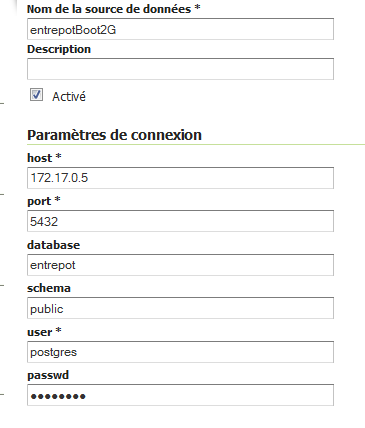 Nom de la source de données *
entrepotBoot2G
Description
Activé
Paramètres de connexion
host *
172.17.0.5
port *
5432
database
entrepot
schema
public
user *
postgres
passwd
●●●●●●●●